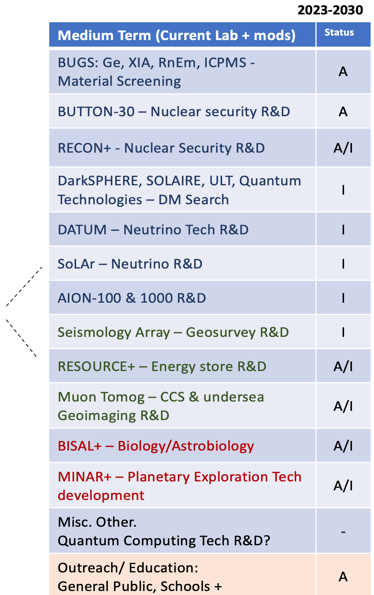 2023-2030
Medium Term (Current Lab + mods) Status
BUGS: Ge, XIA, RnEm, ICPMS -
Material Screening A
BUTTON-30 – Nuclear security R&D A
RECON+ - Nuclear Security R&D A/I
DarkSPHERE, SOLAIRE, ULT, Quantum
Technologies – DM Search I
DATUM – Neutrino Tech R&D I
SoLAr – Neutrino R&D I
AION-100 & 1000 R&D I
Seismology Array – Geosurvey R&D I
RESOURCE+ – Energy store R&D A/I
Muon Tomog – CCS & undersea
Geoimaging R&D A/I
BISAL+ – Biology/Astrobiology A/I
MINAR+ – Planetary Exploration Tech
development A/I
Misc. Other.
Quantum Computing Tech R&D? -
Outreach/ Education:
General Public, Schools + A